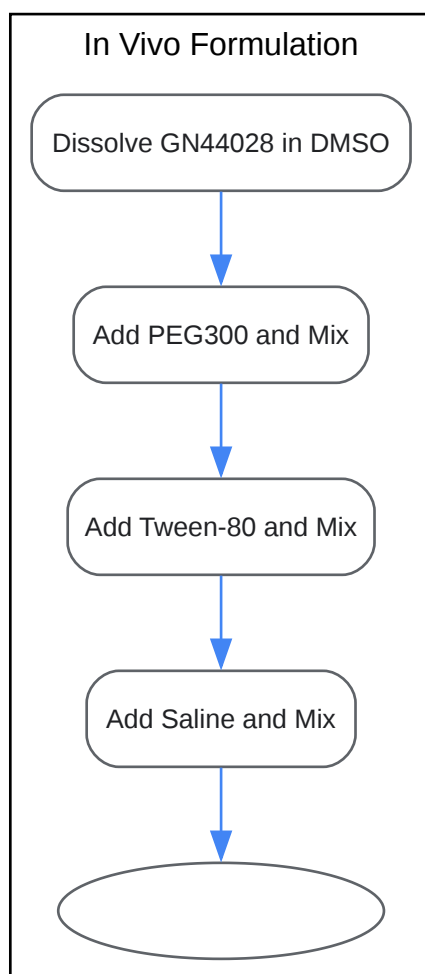 In Vivo Formulation
Dissolve GN44028 in DMSO
Add PEG300 and Mix
Add Tween-80 and Mix
Add Saline and Mix